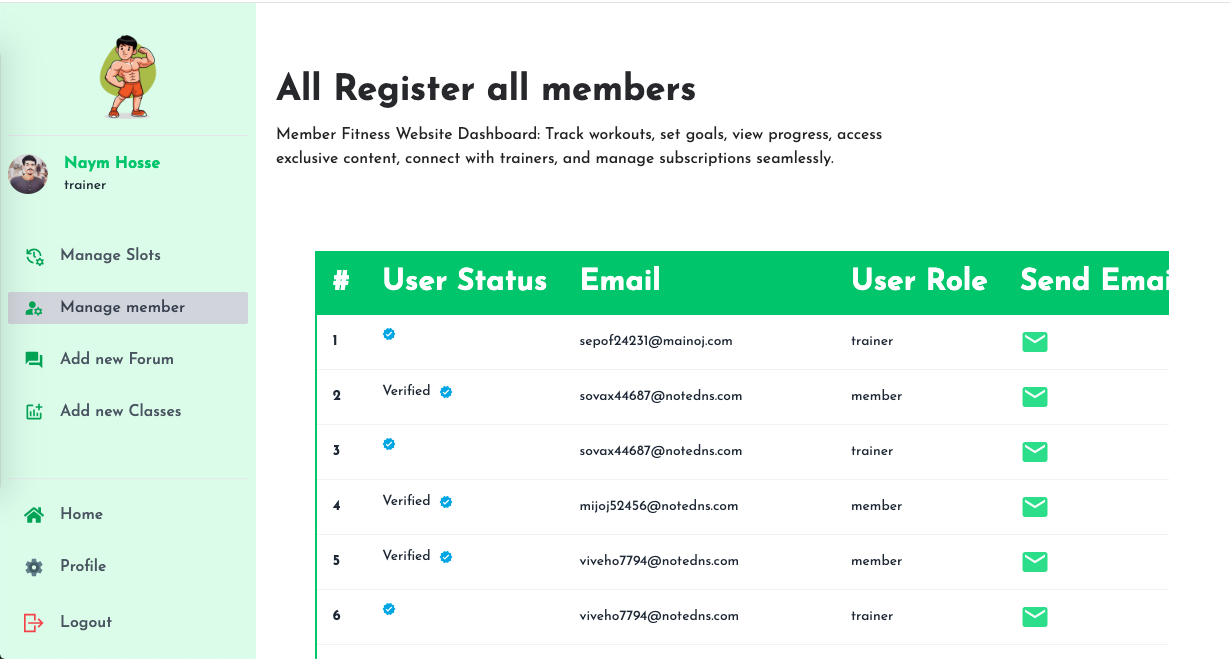 Naym Hosse
trainer
Manage Slots
Manage member
Add new Forum
Add new Classes
Home
Profile
Logout
All Register all members
Member Fitness Website Dashboard: Track workouts, set goals, view progress, access
exclusive content, connect with trainers, and manage subscriptions seamlessly.
# User Status Email User Role Send Emai
1 sepof24231@mainoj.com trainer
2 Verified sovax44687@notedns.com member
3 sovax44687@notedns.com trainer
4 Verified mijoj52456@notedns.com member
5 Verified viveho7794@notedns.com member
6 viveho7794@notedns.com trainer